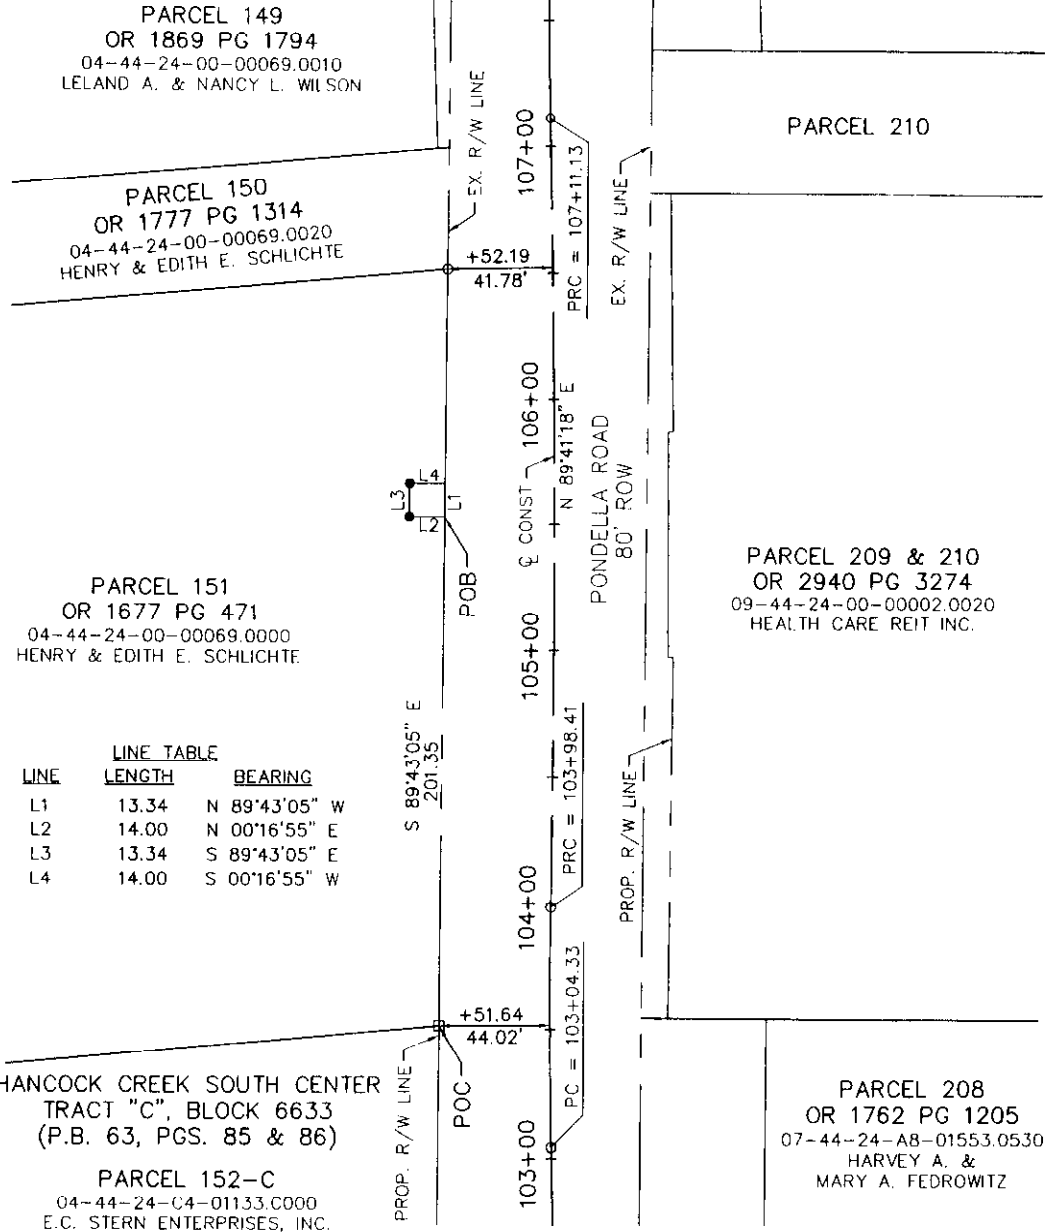 PARCEL 149
OR 1869 PG 1794
04-44-24-00-00069.0010
LELAND A. & NANCY L. WILSON
PARCEL 150
OR 1777 PG 1314
04-44-24-00-00069.0020
HENRY & EDITH E. SCHLICHTE
EX. R/W LINE
107+00
PRC = 107+11.13
EX. R/W LINE
PARCEL 210
+52.19
41.78'
106+00
N 89°41'18" E
℄ CONST
PONDELLA ROAD
80' ROW
L4
L3
L1
L2
POB
PARCEL 151
OR 1677 PG 471
04-44-24-00-00069.0000
HENRY & EDITH E. SCHLICHTE
105+00
PARCEL 209 & 210
OR 2940 PG 3274
09-44-24-00-00002.0020
HEALTH CARE REIT INC.
S 89°43'05" E
201.35
PRC = 103+98.41
PROP. R/W LINE
LINE TABLE
LINE LENGTH BEARING
L1 13.34 N 89°43'05" W
L2 14.00 N 00°16'55" E
L3 13.34 S 89°43'05" E
L4 14.00 S 00°16'55" W
104+00
+51.64
44.02'
PC = 103+04.33
POC
PROP. R/W LINE
103+00
HANCOCK CREEK SOUTH CENTER
TRACT "C", BLOCK 6633
(P.B. 63, PGS. 85 & 86)
PARCEL 152-C
04-44-24-C4-01133.C000
E.C. STERN ENTERPRISES, INC.
PARCEL 208
OR 1762 PG 1205
07-44-24-A8-01553.0530
HARVEY A. &
MARY A. FEDROWITZ